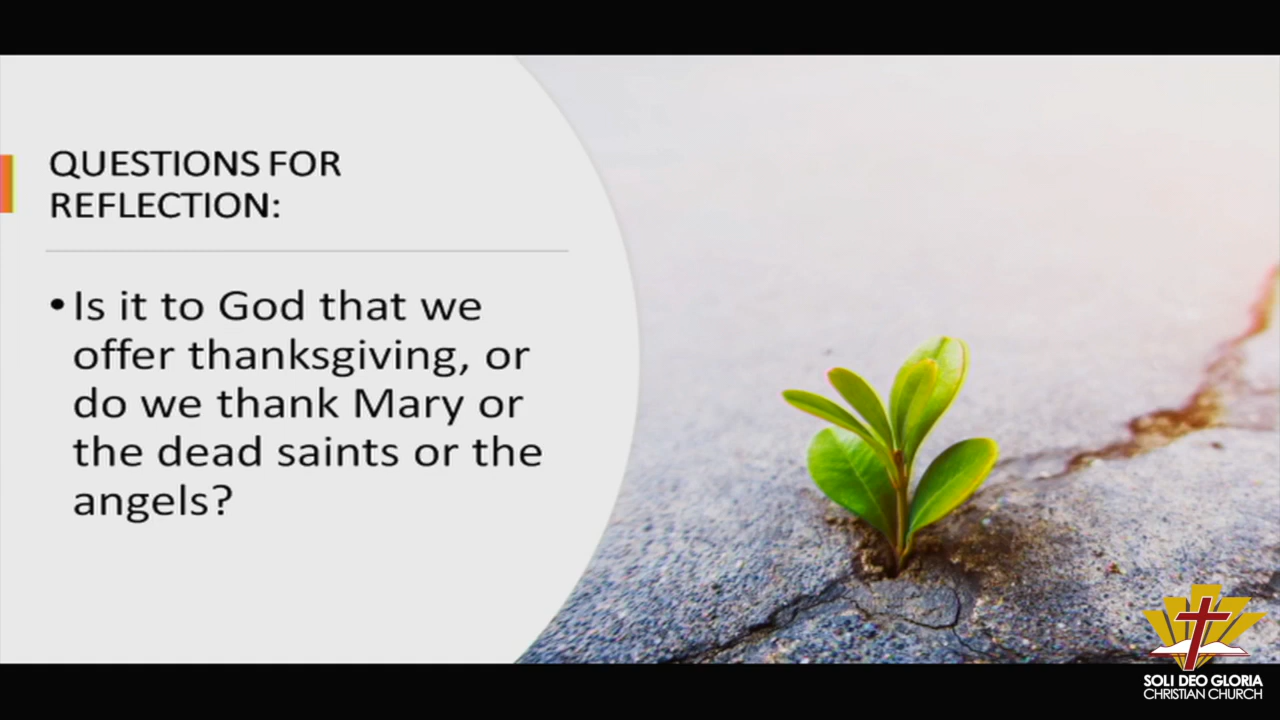 QUESTIONS FOR
REFLECTION:
•Is it to God that we
offer thanksgiving, or
do we thank Mary or
the dead saints or the
angels?
SOLI DEO GLORIA
CHRISTIAN CHURCH